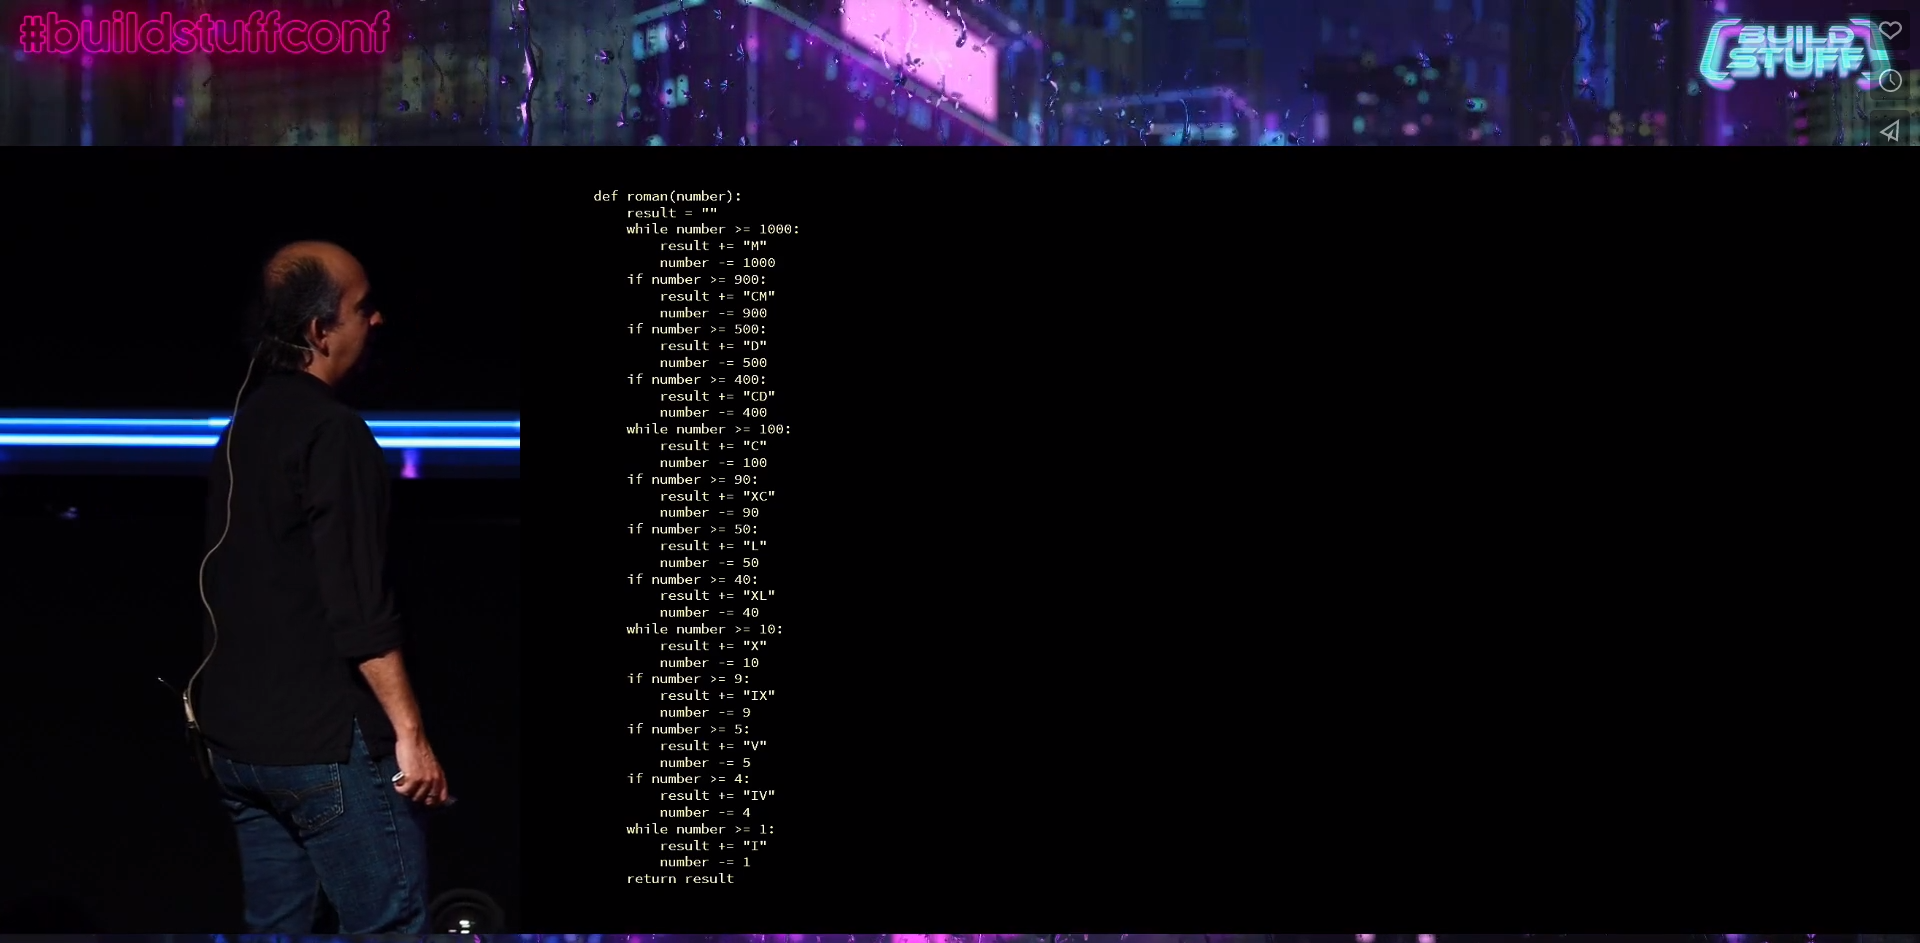 #buildstuffconf
BUILD
STUFF
def roman(number):
    result = ""
    while number >= 1000:
        result += "M"
        number -= 1000
    if number >= 900:
        result += "CM"
        number -= 900
    if number >= 500:
        result += "D"
        number -= 500
    if number >= 400:
        result += "CD"
        number -= 400
    while number >= 100:
        result += "C"
        number -= 100
    if number >= 90:
        result += "XC"
        number -= 90
    if number >= 50:
        result += "L"
        number -= 50
    if number >= 40:
        result += "XL"
        number -= 40
    while number >= 10:
        result += "X"
        number -= 10
    if number >= 9:
        result += "IX"
        number -= 9
    if number >= 5:
        result += "V"
        number -= 5
    if number >= 4:
        result += "IV"
        number -= 4
    while number >= 1:
        result += "I"
        number -= 1
    return result